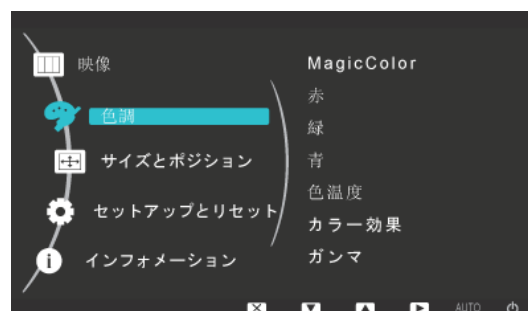 映像
色調
サイズとポジション
セットアップとリセット
インフォメーション
MagicColor
赤
緑
青
色温度
カラー効果
ガンマ
AUTO